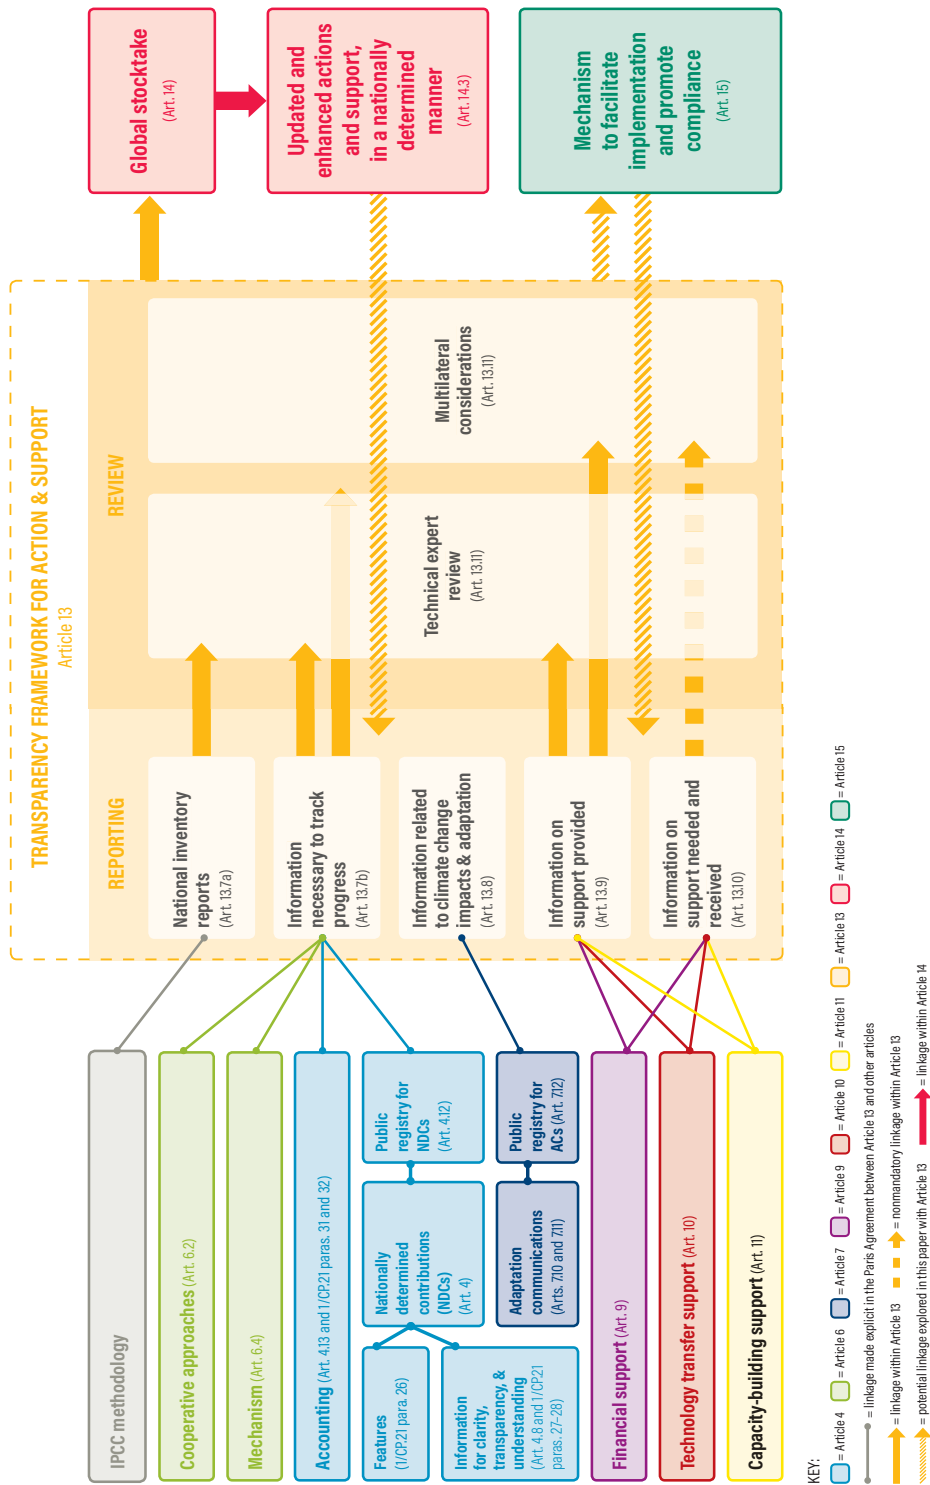 TRANSPARENCY FRAMEWORK FOR ACTION & SUPPORT
Article 13
REPORTING
REVIEW
IPCC methodology
Cooperative approaches (Art. 6.2)
Mechanism (Art. 6.4)
Accounting (Art. 4.13 and 1/CP.21 paras. 31 and 32)
Features
(1/CP.21 para. 26)
Information
for clarity,
transparency, &
understanding
(Art. 4.8 and 1/CP.21
paras. 27–28)
Nationally
determined
contributions
(NDCs)
(Art. 4)
Public
registry for
NDCs
(Art. 4.12)
Adaptation
communications
(Arts. 7.10 and 7.11)
Public
registry for
ACs (Art. 7.12)
Financial support (Art. 9)
Technology transfer support (Art. 10)
Capacity-building support (Art. 11)
National inventory
reports
(Art. 13.7a)
Information
necessary to track
progress
(Art. 13.7b)
Information related
to climate change
impacts & adaptation
(Art. 13.8)
Information on
support provided
(Art. 13.9)
Information on
support needed and
received
(Art. 13.10)
Technical expert
review
(Art. 13.11)
Multilateral
considerations
(Art. 13.11)
Global stocktake
(Art. 14)
Updated and
enhanced actions
and support,
in a nationally
determined
manner
(Art. 14.3)
Mechanism
to facilitate
implementation
and promote
compliance
(Art. 15)
KEY:
= Article 4 = Article 6 = Article 7 = Article 9 = Article 10 = Article 11 = Article 13 = Article 14 = Article 15
= linkage made explicit in the Paris Agreement between Article 13 and other articles
= linkage within Article 13 = nonmandatory linkage within Article 13
= potential linkage explored in this paper with Article 13 = linkage within Article 14